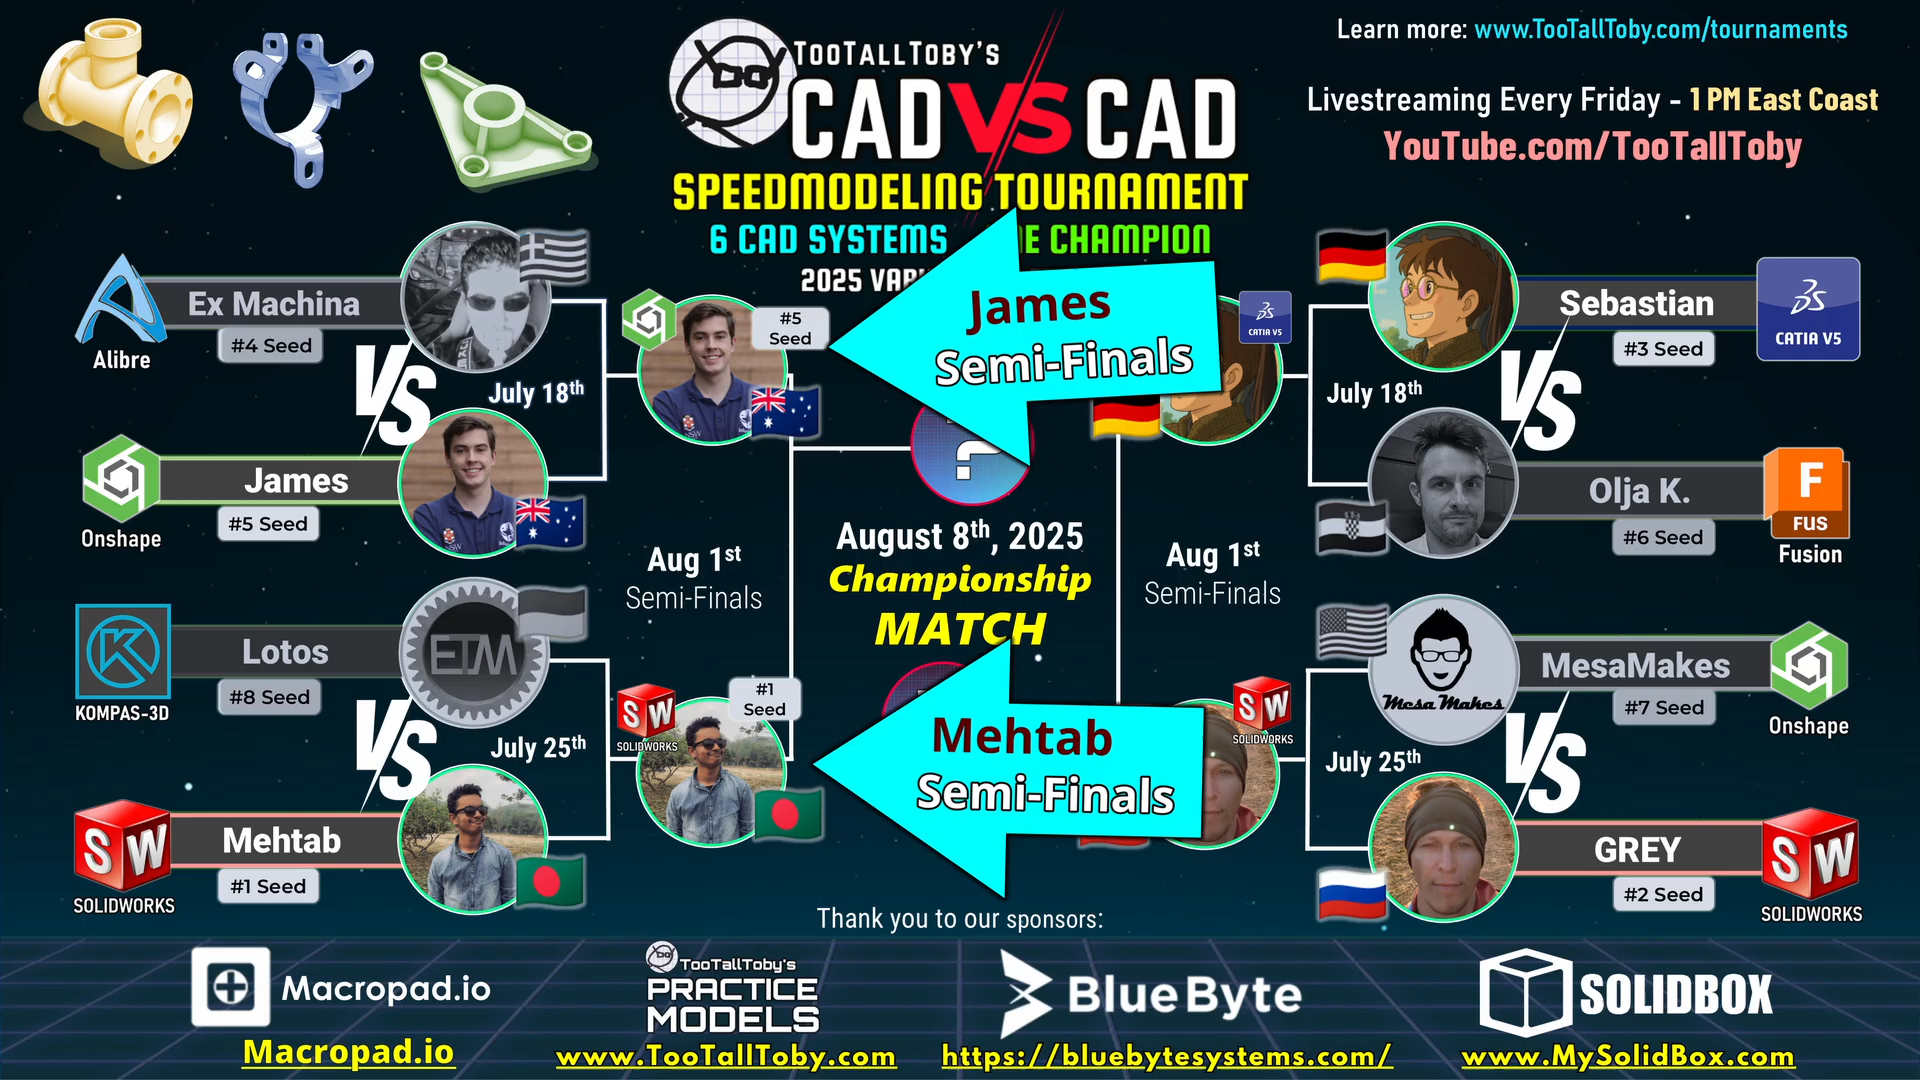 TooTallToby's
CAD VS CAD
SPEEDMODELING TOURNAMENT
6 CAD SYSTEMS
CHAMPION
2025
Learn more: www.TooTallToby.com/tournaments
Livestreaming Every Friday - 1 PM East Coast
YouTube.com/TooTallToby
Alibre
Ex Machina
#4 Seed
VS
July 18th
Onshape
James
#5 Seed
KOMPAS-3D
Lotos
#8 Seed
ETM
VS
July 25th
SW
SOLIDWORKS
Mehtab
#1 Seed
#5
Seed
Aug 1st
Semi-Finals
SW
SOLIDWORKS
#1
Seed
James
Semi-Finals
?
August 8th, 2025
Championship
MATCH
Mehtab
Semi-Finals
CATIA V5
Aug 1st
Semi-Finals
SW
SOLIDWORKS
Sebastian
#3 Seed
CATIA V5
VS
July 18th
Olja K.
#6 Seed
F
FUS
Fusion
Mesa Makes
MesaMakes
#7 Seed
Onshape
VS
July 25th
GREY
#2 Seed
SW
SOLIDWORKS
Thank you to our sponsors:
Macropad.io
Macropad.io
TooTallToby's
PRACTICE
MODELS
www.TooTallToby.com
Blue Byte
https://bluebytesystems.com/
SOLIDBOX
www.MySolidBox.com